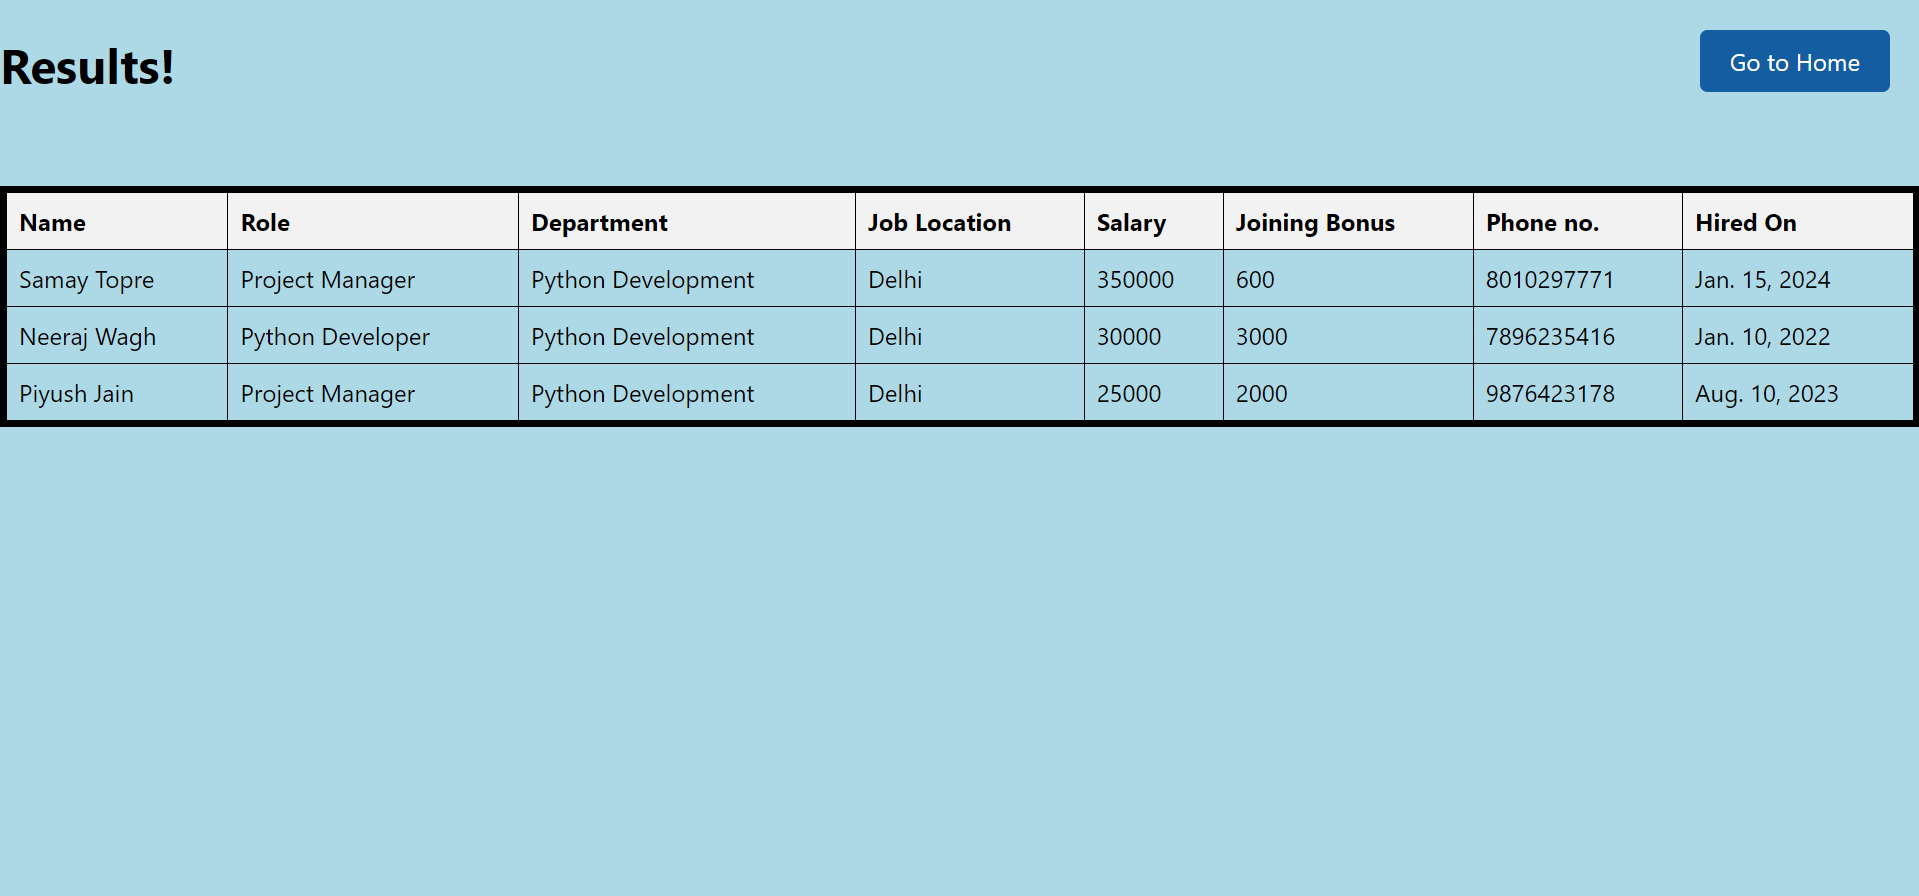 Results!
Go to Home
Name Role Department Job Location Salary Joining Bonus Phone no. Hired On
Samay Topre Project Manager Python Development Delhi 350000 600 8010297771 Jan. 15, 2024
Neeraj Wagh Python Developer Python Development Delhi 30000 3000 7896235416 Jan. 10, 2022
Piyush Jain Project Manager Python Development Delhi 25000 2000 9876423178 Aug. 10, 2023